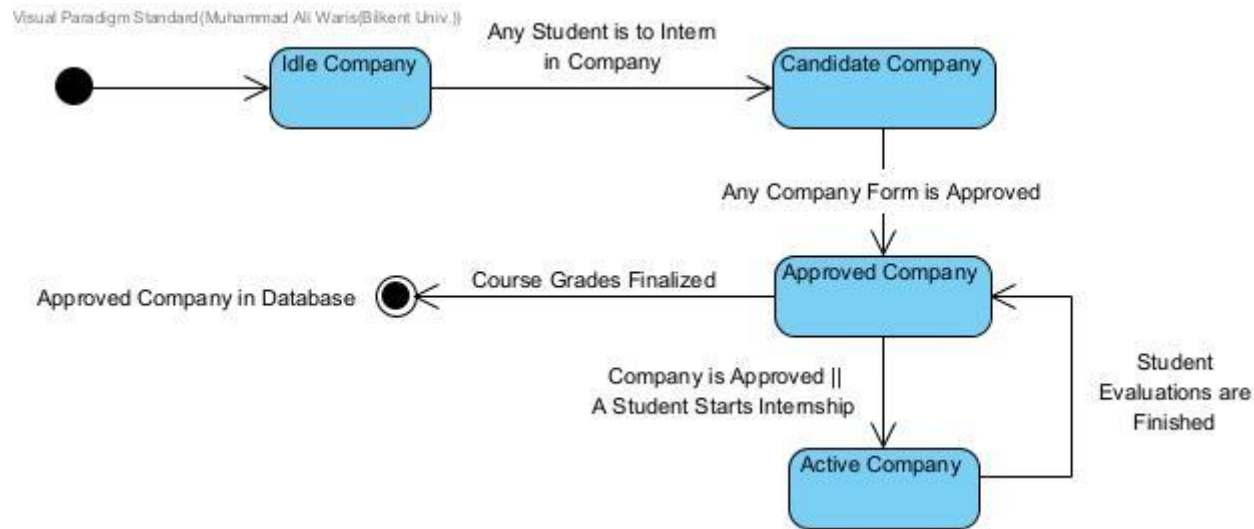 Visual Paradigm Standard(Muhammad Ali Waris(Bilkent Univ.))
Any Student is to Intern
in Company
Idle Company
Candidate Company
Any Company Form is Approved
Approved Company
Course Grades Finalized
Approved Company in Database
Company is Approved ||
A Student Starts Internship
Student
Evaluations are
Finished
Active Company